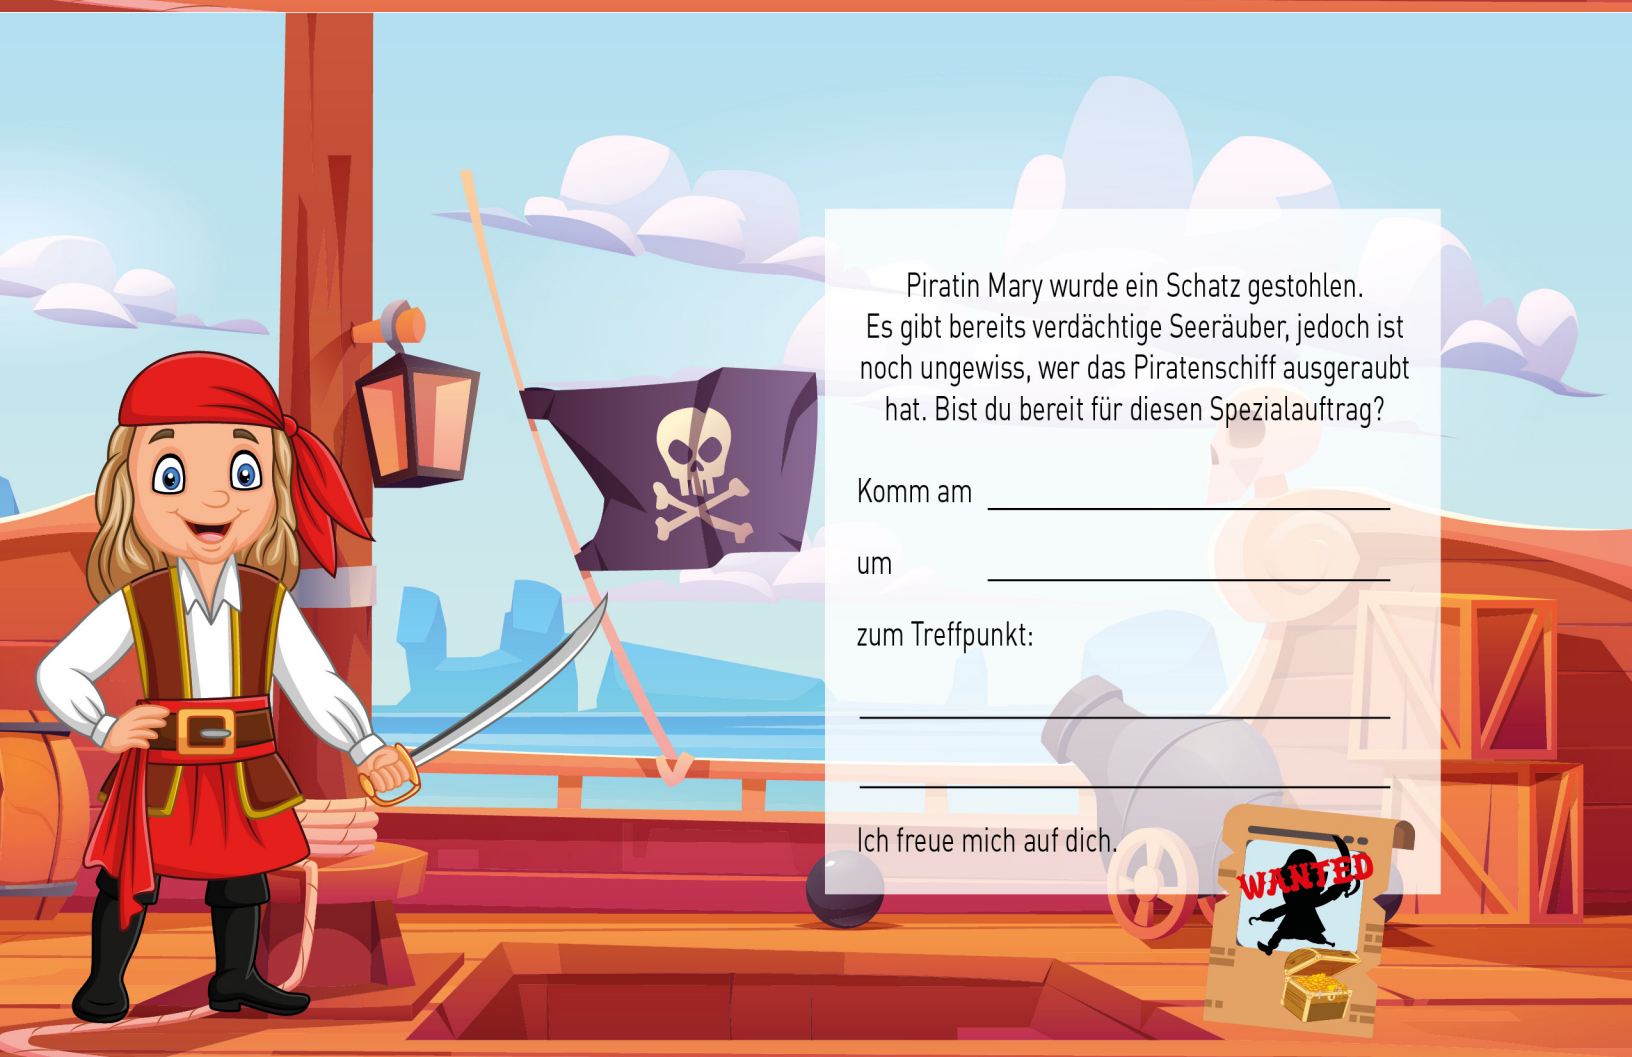 Piratin Mary wurde ein Schatz gestohlen.
Es gibt bereits verdächtige Seeräuber, jedoch ist
noch ungewiss, wer das Piratenschiff ausgeraubt
hat. Bist du bereit für diesen Spezialauftrag?
Komm am
um
zum Treffpunkt:
Ich freue mich auf dich.
WANTED